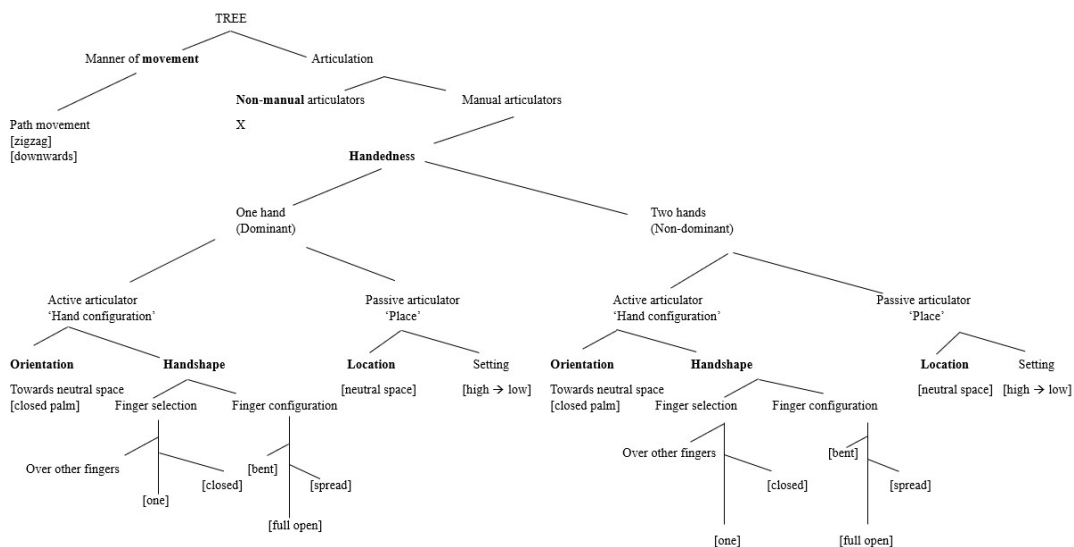 TREE
Manner of movement
Articulation
Non-manual articulators
Manual articulators
Path movement
[zigzag]
[downwards]
X
Handedness
One hand
(Dominant)
Two hands
(Non-dominant)
Active articulator
‘Hand configuration’
Passive articulator
‘Place’
Active articulator
‘Hand configuration’
Passive articulator
‘Place’
Orientation
Handshape
Location
Setting
Orientation
Handshape
Location
Setting
Towards neutral space
[closed palm]
[neutral space]
[high → low]
Towards neutral space
[closed palm]
[neutral space]
[high → low]
Finger selection
Finger configuration
Finger selection
Finger configuration
Over other fingers
[closed]
[one]
[bent]
[spread]
[full open]
Over other fingers
[closed]
[one]
[bent]
[spread]
[full open]